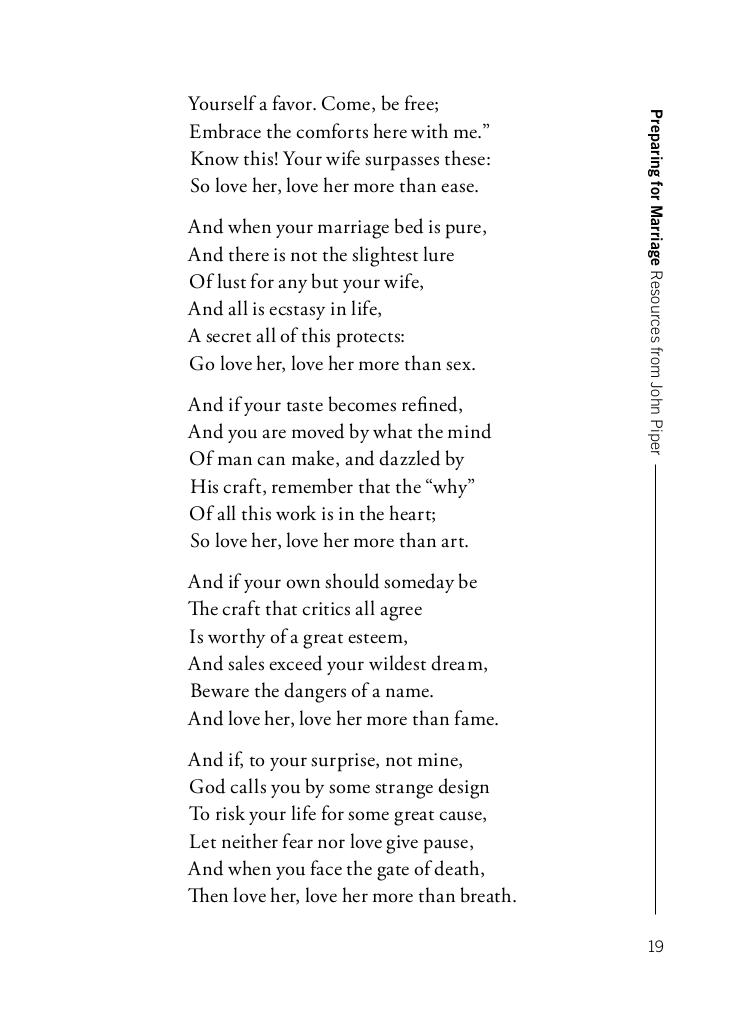 Yourself a favor. Come, be free;
Embrace the comforts here with me.”
Know this! Your wife surpasses these:
So love her, love her more than ease.
And when your marriage bed is pure,
And there is not the slightest lure
Of lust for any but your wife,
And all is ecstasy in life,
A secret all of this protects:
Go love her, love her more than sex.
And if your taste becomes refined,
And you are moved by what the mind
Of man can make, and dazzled by
His craft, remember that the “why”
Of all this work is in the heart;
So love her, love her more than art.
And if your own should someday be
The craft that critics all agree
Is worthy of a great esteem,
And sales exceed your wildest dream,
Beware the dangers of a name.
And love her, love her more than fame.
And if, to your surprise, not mine,
God calls you by some strange design
To risk your life for some great cause,
Let neither fear nor love give pause,
And when you face the gate of death,
Then love her, love her more than breath.
Preparing for Marriage Resources from John Piper
19